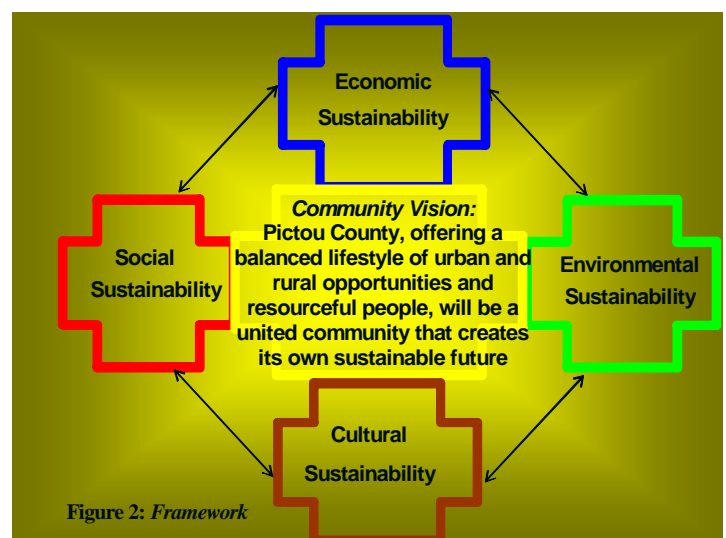 Economic
Sustainability
Community Vision:
Pictou County, offering a
balanced lifestyle of urban and
rural opportunities and
resourceful people, will be a
united community that creates
its own sustainable future
Social
Sustainability
Environmental
Sustainability
Cultural
Sustainability
Figure 2: Framework